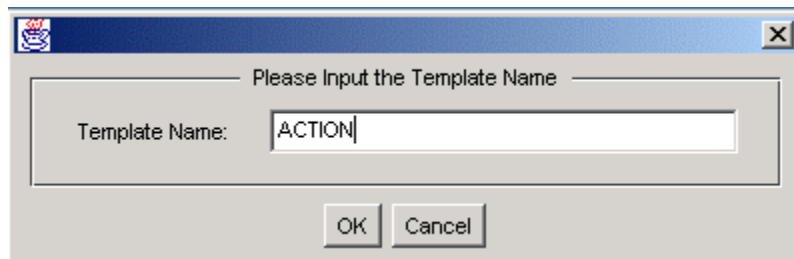 Please Input the Template Name
Template Name: ACTION
OK Cancel